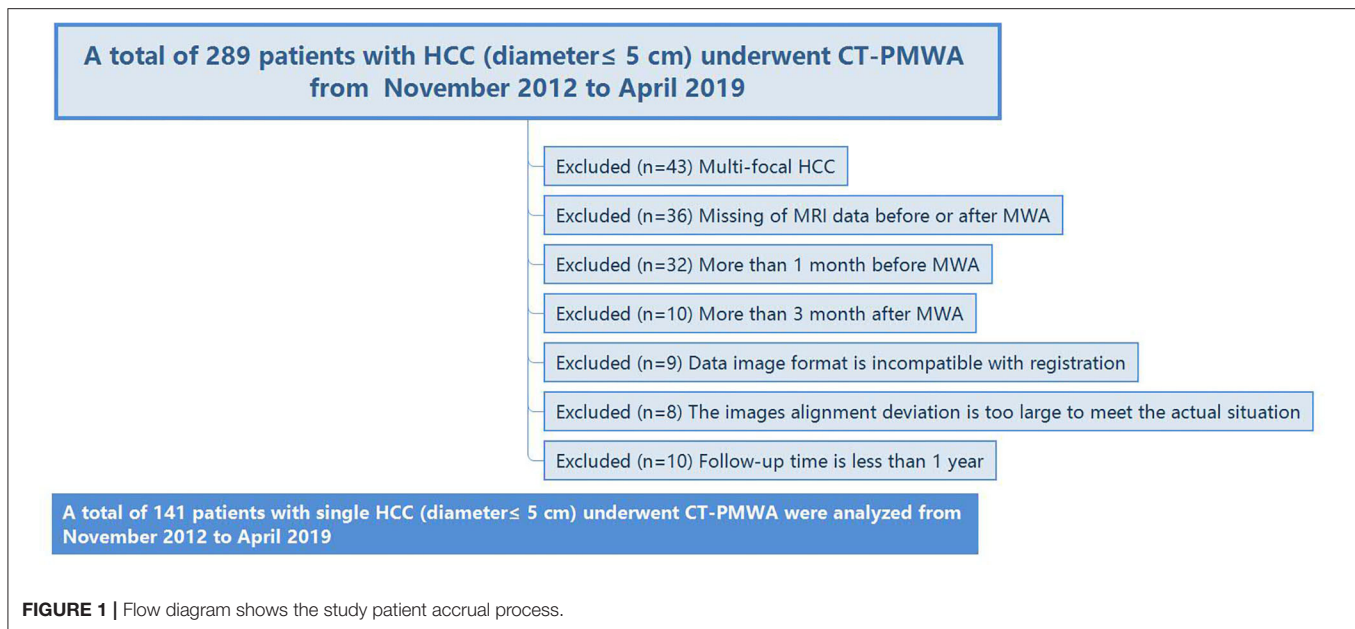 A total of 289 patients with HCC (diameter≤ 5 cm) underwent CT-PMWA
from November 2012 to April 2019
Excluded (n=43) Multi-focal HCC
Excluded (n=36) Missing of MRI data before or after MWA
Excluded (n=32) More than 1 month before MWA
Excluded (n=10) More than 3 month after MWA
Excluded (n=9) Data image format is incompatible with registration
Excluded (n=8) The images alignment deviation is too large to meet the actual situation
Excluded (n=10) Follow-up time is less than 1 year
A total of 141 patients with single HCC (diameter≤ 5 cm) underwent CT-PMWA were analyzed from
November 2012 to April 2019
FIGURE 1 | Flow diagram shows the study patient accrual process.